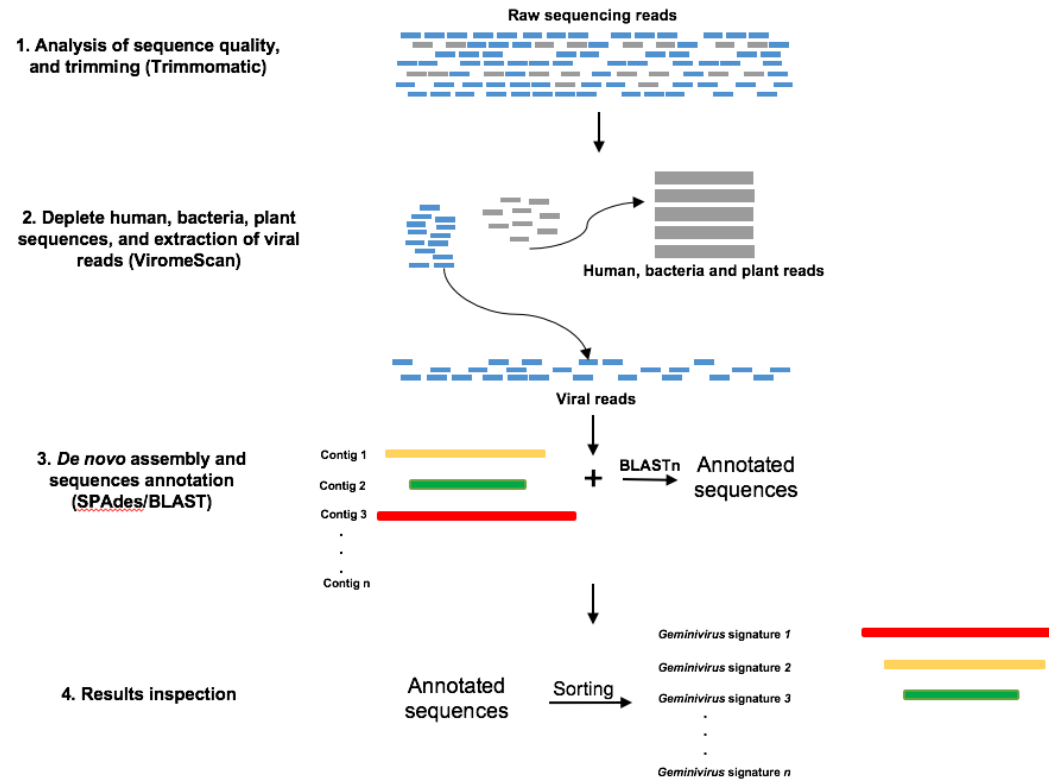 Raw sequencing reads
1. Analysis of sequence quality,
and trimming (Trimmomatic)
2. Deplete human, bacteria, plant
sequences, and extraction of viral
reads (ViromeScan)
Human, bacteria and plant reads
Viral reads
3. De novo assembly and
sequences annotation
(SPAdes/BLAST)
Contig 1
Contig 2
Contig 3
.
.
.
Contig n
+
BLASTn
Annotated
sequences
4. Results inspection
Annotated
sequences
Sorting
Geminivirus signature 1
Geminivirus signature 2
Geminivirus signature 3
.
.
.
Geminivirus signature n